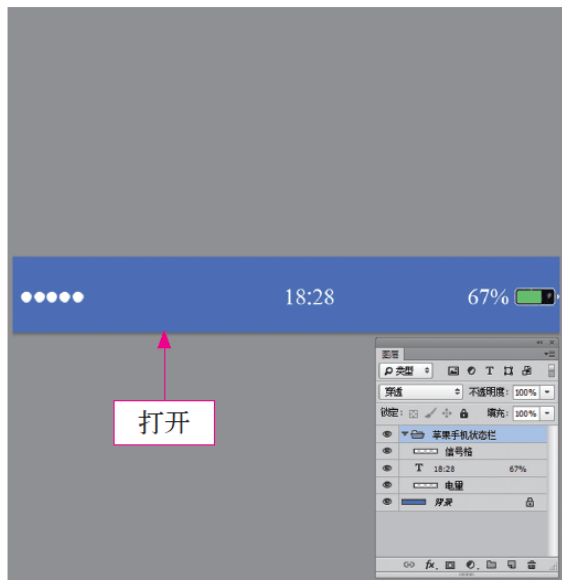 18:28 67%
打开
图层
类型 T
穿透 不透明度: 100%
锁定: 填充: 100%
苹果手机状态栏
信号格
T 18:28 67%
电量
背景
fx